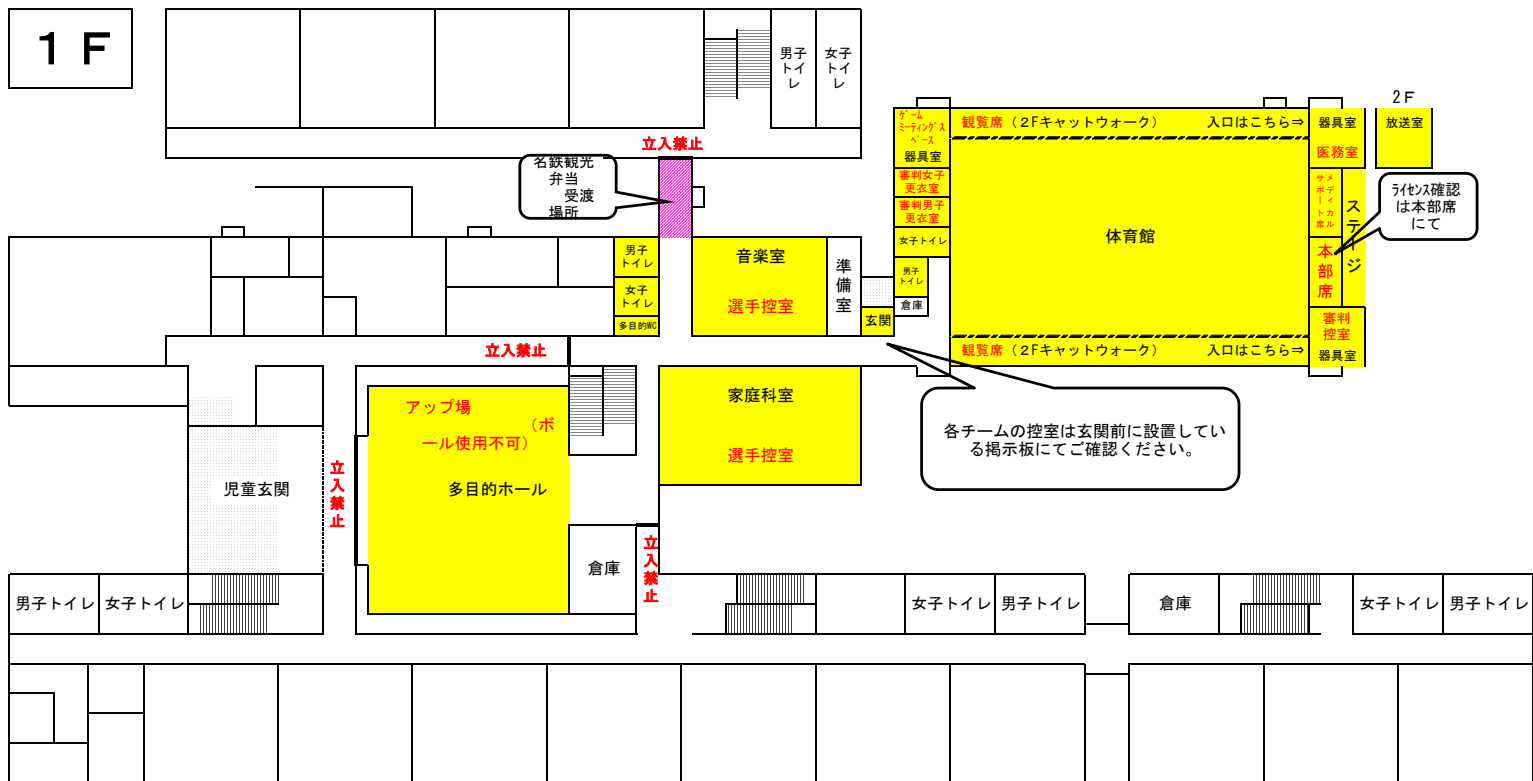 １Ｆ
男子
トイ
レ
女子
トイ
レ
立入禁止
名鉄観光
弁当
受渡
場所
ゲーム
ミーティングス
ペース
器具室
観覧席（２Fキャットウォーク）
入口はこちら⇒
器具室
医務室
２Ｆ
放送室
審判女子
更衣室
審判男子
更衣室
女子トイレ
男子
トイレ
倉庫
玄関
体育館
メディカル
サポート席
ステージ
本部席
ﾗｲｾﾝｽ確認
は本部席
にて
審判
控室
器具室
観覧席（２Fキャットウォーク）
入口はこちら⇒
男子
トイレ
女子
トイレ
多目的WC
音楽室
選手控室
準備室
立入禁止
家庭科室
選手控室
各チームの控室は玄関前に設置してい
る掲示板にてご確認ください。
アップ場
（ボ
ール使用不可）
多目的ホール
児童玄関
立入禁止
倉庫
立入禁止
男子トイレ
女子トイレ
女子トイレ
男子トイレ
倉庫
女子トイレ
男子トイレ